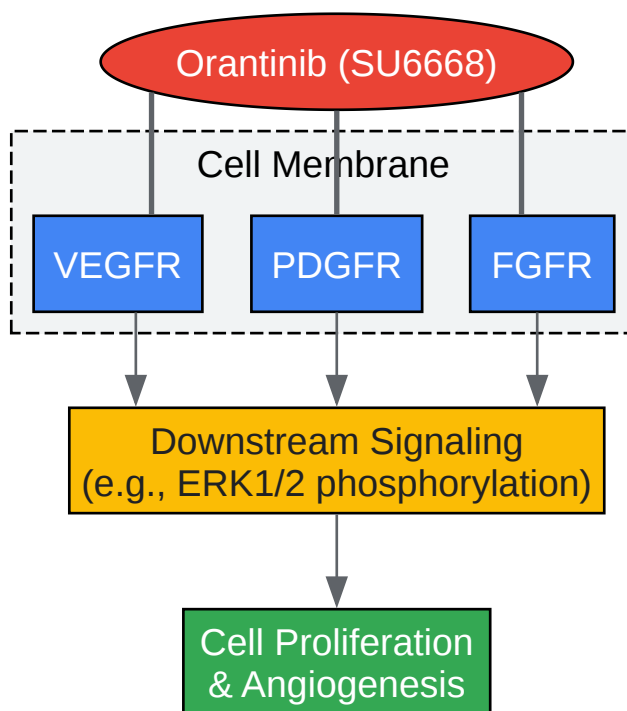 Orantinib (SU6668)
Cell Membrane
VEGFR
PDGFR
FGFR
Downstream Signaling
(e.g., ERK1/2 phosphorylation)
Cell Proliferation
& Angiogenesis